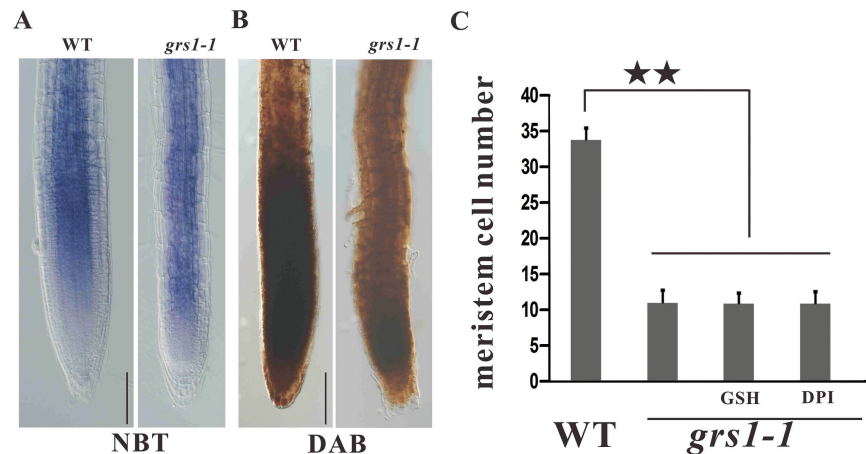 A
WT
grs1-1
NBT
B
WT
grs1-1
DAB
C
★★
meristem cell number
40
35
30
25
20
15
10
5
0
GSH
DPI
WT
grs1-1